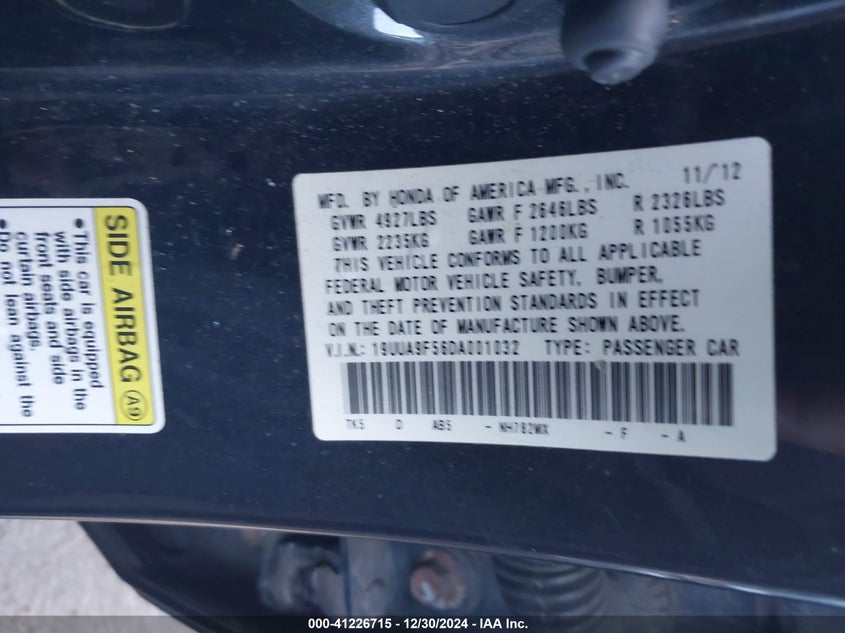 MFD. BY HONDA OF AMERICA MFG., INC. 11/12
GVWR 4927LBS GAWR F 2646LBS R 2326LBS
GVWR 2235KG GAWR F 1200KG R 1055KG
THIS VEHICLE CONFORMS TO ALL APPLICABLE
FEDERAL MOTOR VEHICLE SAFETY, BUMPER,
AND THEFT PREVENTION STANDARDS IN EFFECT
ON THE DATE OF MANUFACTURE SHOWN ABOVE.
V.I.N.: 19UUA9F56DA001032 TYPE: PASSENGER CAR
TK5 D AB5 - NH782MX - F - A
SIDE AIRBAG A9
•This car is equipped
with side airbags in the
front seats and side
curtain airbags.
•Do not lean against the
000-41226715 - 12/30/2024 - IAA Inc.